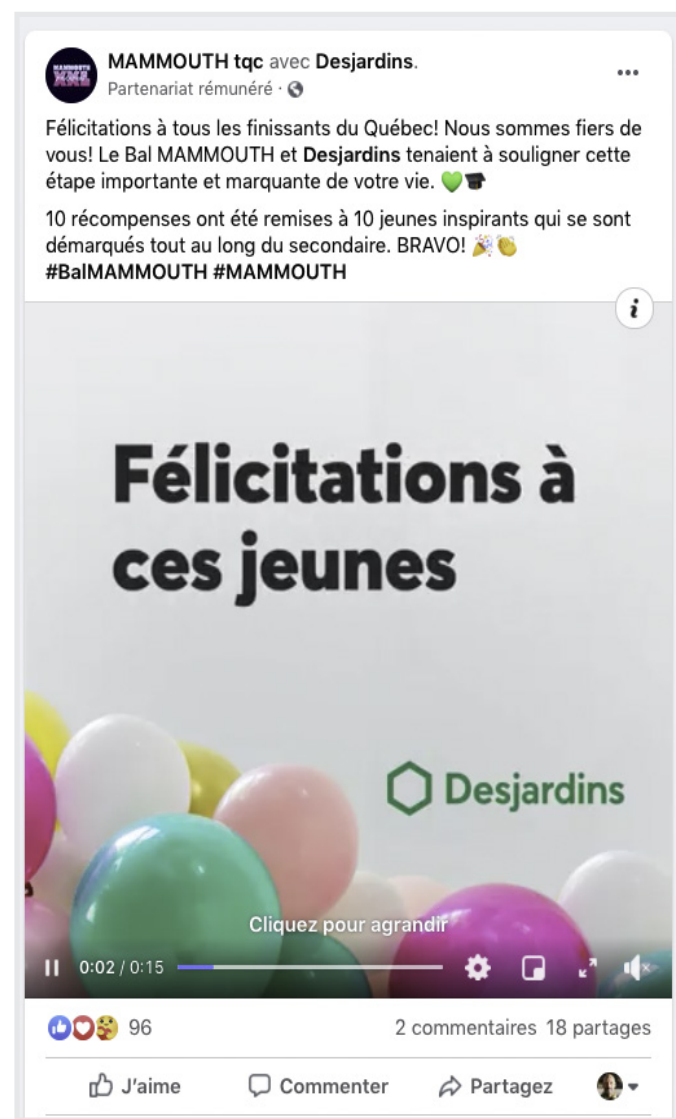 MAMMOUTH XXL
MAMMOUTH tqc avec Desjardins.
Partenariat rémunéré ·
Félicitations à tous les finissants du Québec! Nous sommes fiers de
vous! Le Bal MAMMOUTH et Desjardins tenaient à souligner cette
étape importante et marquante de votre vie. 💚🎓
10 récompenses ont été remises à 10 jeunes inspirants qui se sont
démarqués tout au long du secondaire. BRAVO! 🎉👏
#BalMAMMOUTH #MAMMOUTH
i
Félicitations à
ces jeunes
Desjardins
Cliquez pour agrandir
0:02 / 0:15
96 2 commentaires 18 partages
J'aime Commenter Partagez